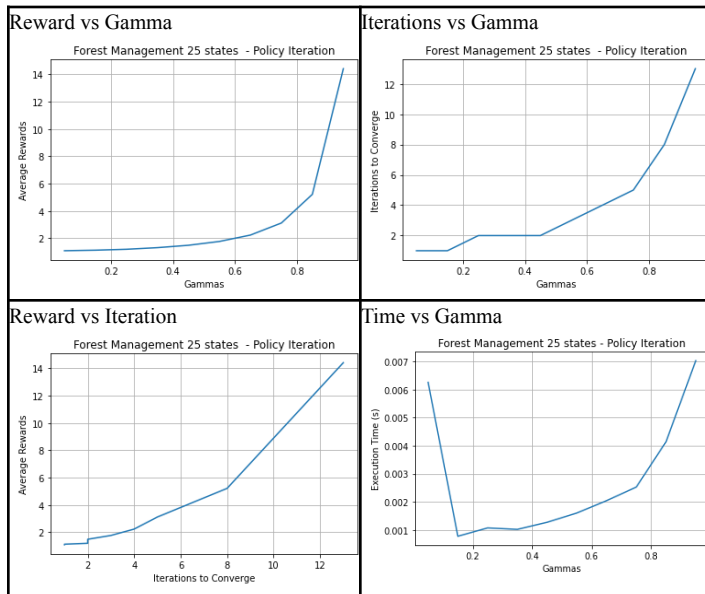 Reward vs Gamma
Forest Management 25 states - Policy Iteration
14
12
10
8
6
4
2
Average Rewards
0.2 0.4 0.6 0.8
Gammas
Iterations vs Gamma
Forest Management 25 states - Policy Iteration
12
10
8
6
4
2
Iterations to Converge
0.2 0.4 0.6 0.8
Gammas
Reward vs Iteration
Forest Management 25 states - Policy Iteration
14
12
10
8
6
4
2
Average Rewards
2 4 6 8 10 12
Iterations to Converge
Time vs Gamma
Forest Management 25 states - Policy Iteration
0.007
0.006
0.005
0.004
0.003
0.002
0.001
Execution Time (s)
0.2 0.4 0.6 0.8
Gammas